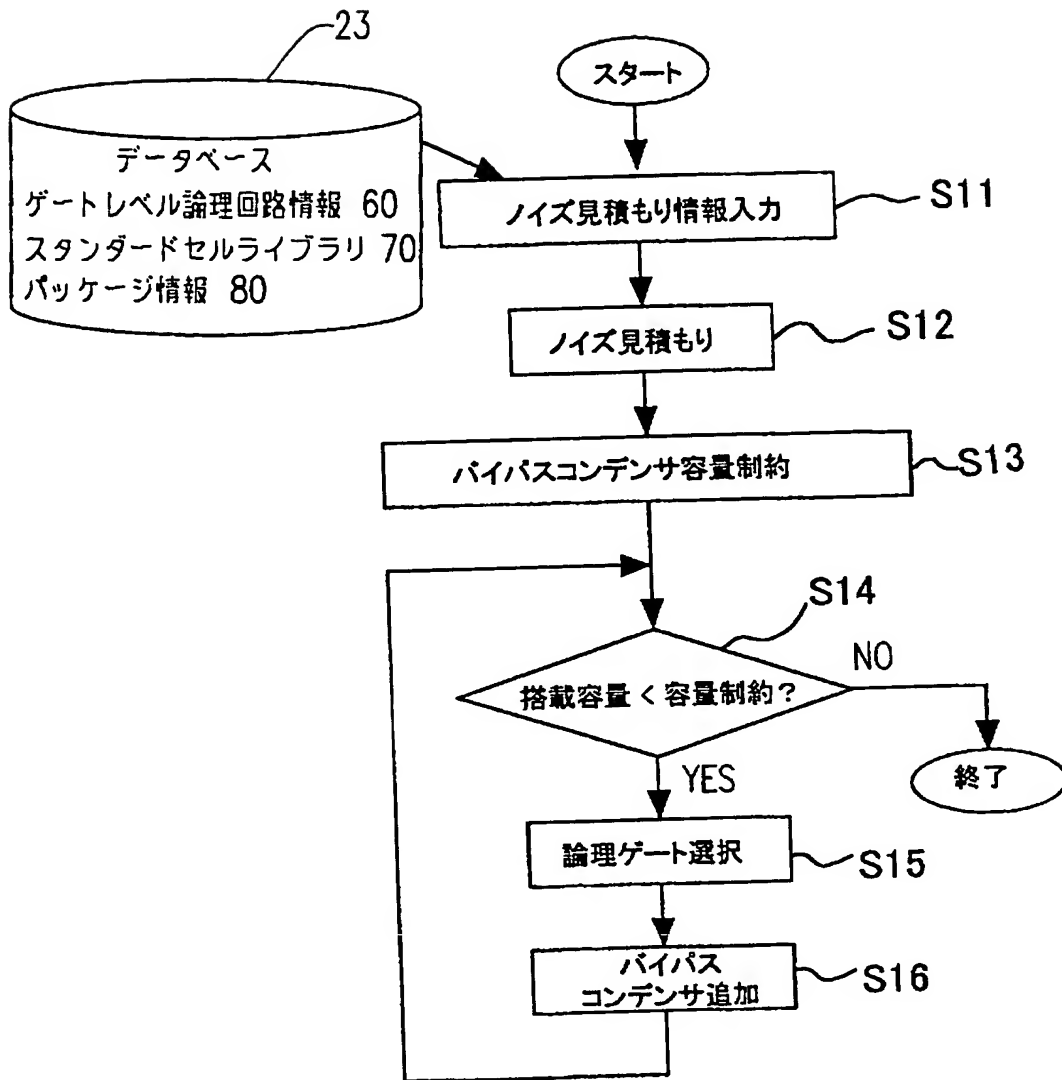 23
スタート
データベース
ゲートレベル論理回路情報 60
スタンダードセルライブラリ 70
パッケージ情報 80
ノイズ見積もり情報入力
S11
ノイズ見積もり
S12
バイパスコンデンサ容量制約
S13
S14
搭載容量 < 容量制約?
NO
YES
終了
論理ゲート選択
S15
バイパス
コンデンサ追加
S16